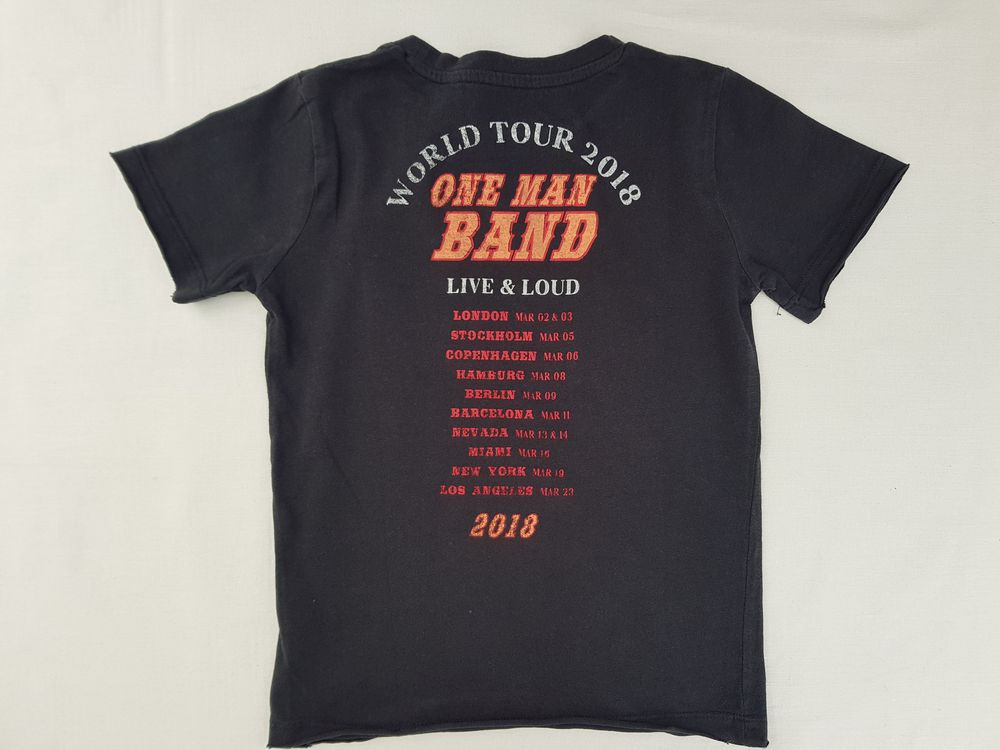 WORLD TOUR 2018
ONE MAN
BAND
LIVE & LOUD
LONDON MAR 02 & 03
STOCKHOLM MAR 05
COPENHAGEN MAR 06
HAMBURG MAR 08
BERLIN MAR 09
BARCELONA MAR 11
NEVADA MAR 13 & 14
MIAMI MAR 16
NEW YORK MAR 19
LOS ANGELES MAR 23
2018